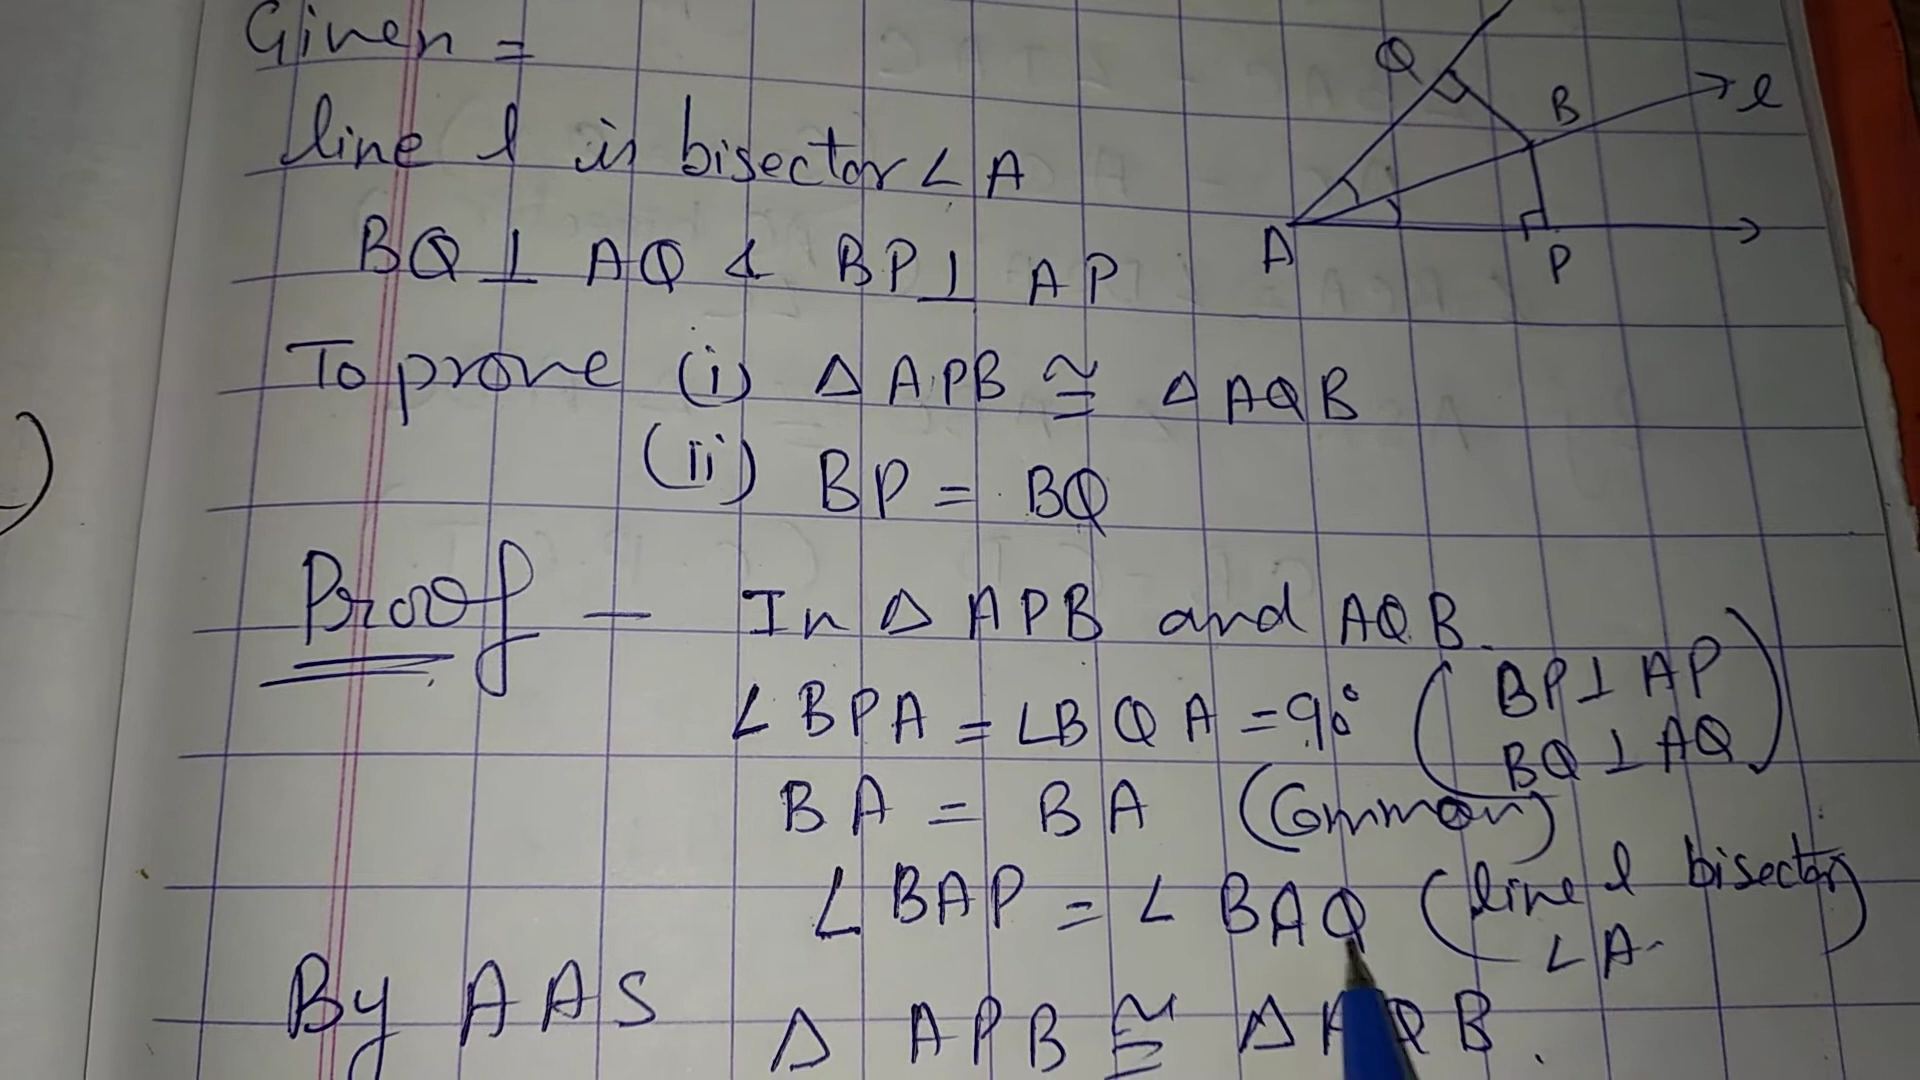 Given =
line l is bisector ∠ A
BQ ⊥ AQ & BP ⊥ AP
To prove (i) △ APB ≅ △ AQB
(ii) BP = BQ
Proof - In △ APB and AQB.
∠ BPA = ∠BQA = 90° (BP ⊥ AP
BQ ⊥ AQ)
BA = BA (Common)
∠ BAP = ∠ BAQ (line l bisector
∠ A)
By AAS
△ APB ≅ △ AQB.
Q
B
l
A
P